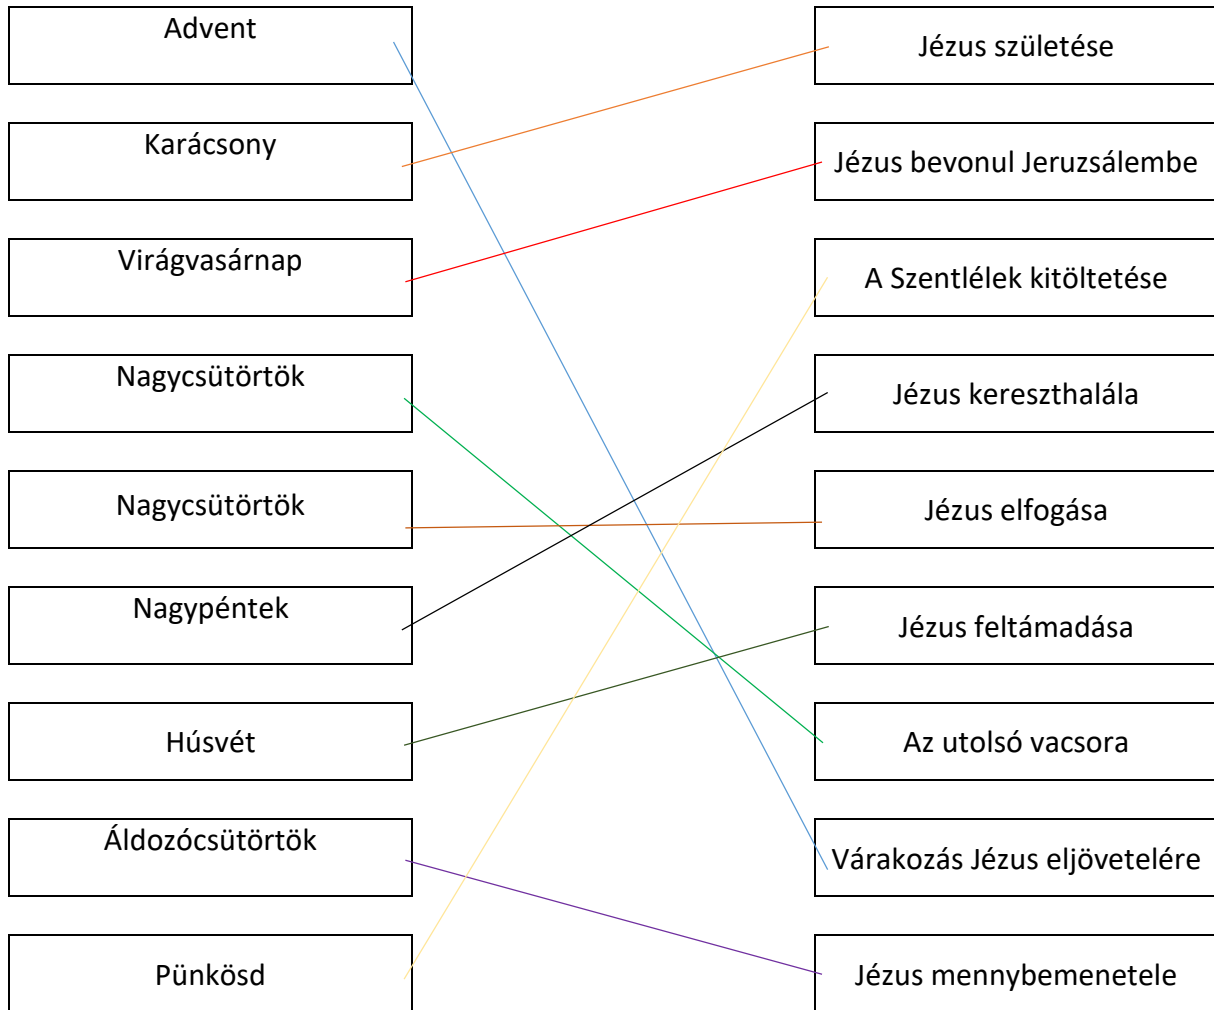 Advent
Jézus születése
Karácsony
Jézus bevonul Jeruzsálembe
Virágvasárnap
A Szentlélek kitöltetése
Nagycsütörtök
Jézus kereszthalála
Nagycsütörtök
Jézus elfogása
Nagypéntek
Jézus feltámadása
Húsvét
Az utolsó vacsora
Áldozócsütörtök
Várakozás Jézus eljövetelére
Pünkösd
Jézus mennybemenetele